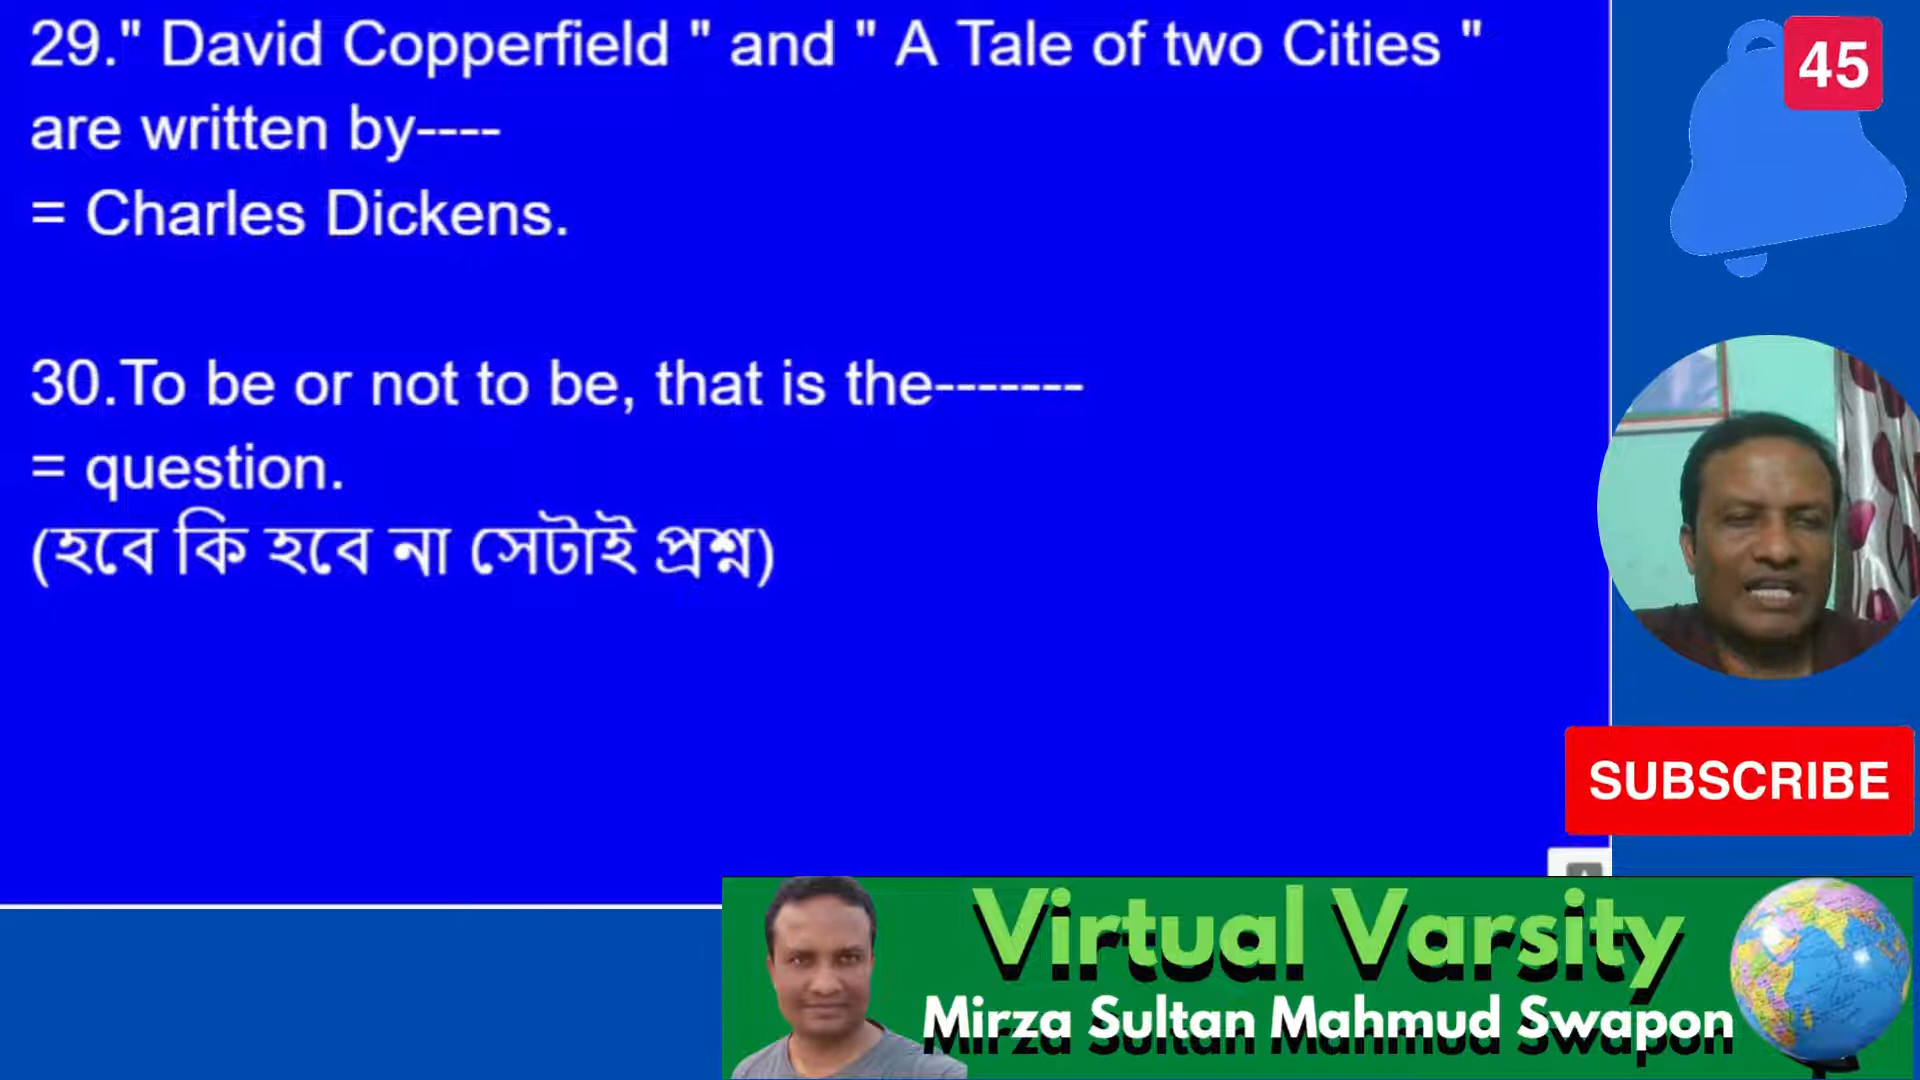 29." David Copperfield " and " A Tale of two Cities "
are written by----
= Charles Dickens.
30.To be or not to be, that is the-------
= question.
(হবে কি হবে না সেটাই প্রশ্ন)
45
SUBSCRIBE
Virtual Varsity
Mirza Sultan Mahmud Swapon